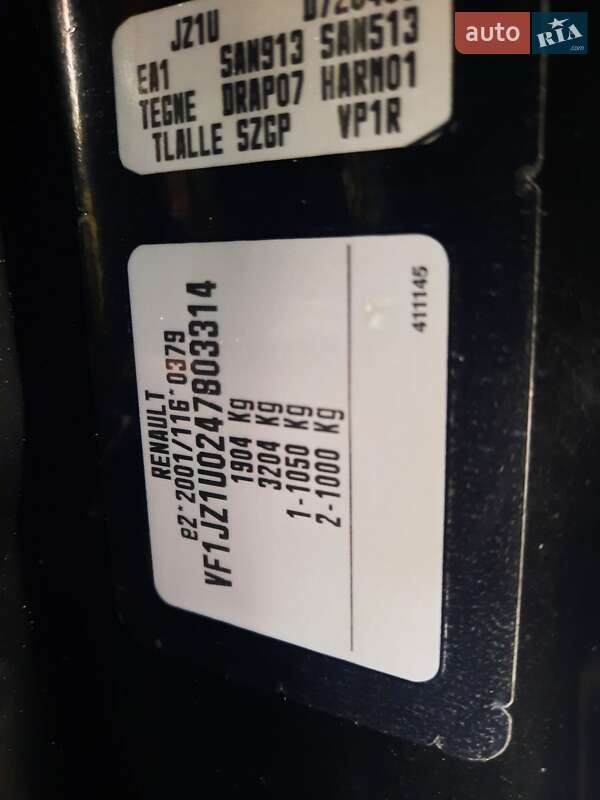 auto RIA .com
JZ1U
EA1 SAN913 SAN513
TEGNE DRAP07 HARM01
TLALLE SZGP VP1R
RENAULT
e2*2001/116*0379
VF1JZ1U0247803314
1904 Kg
3204 Kg
1-1050 Kg
2-1000 Kg
411145